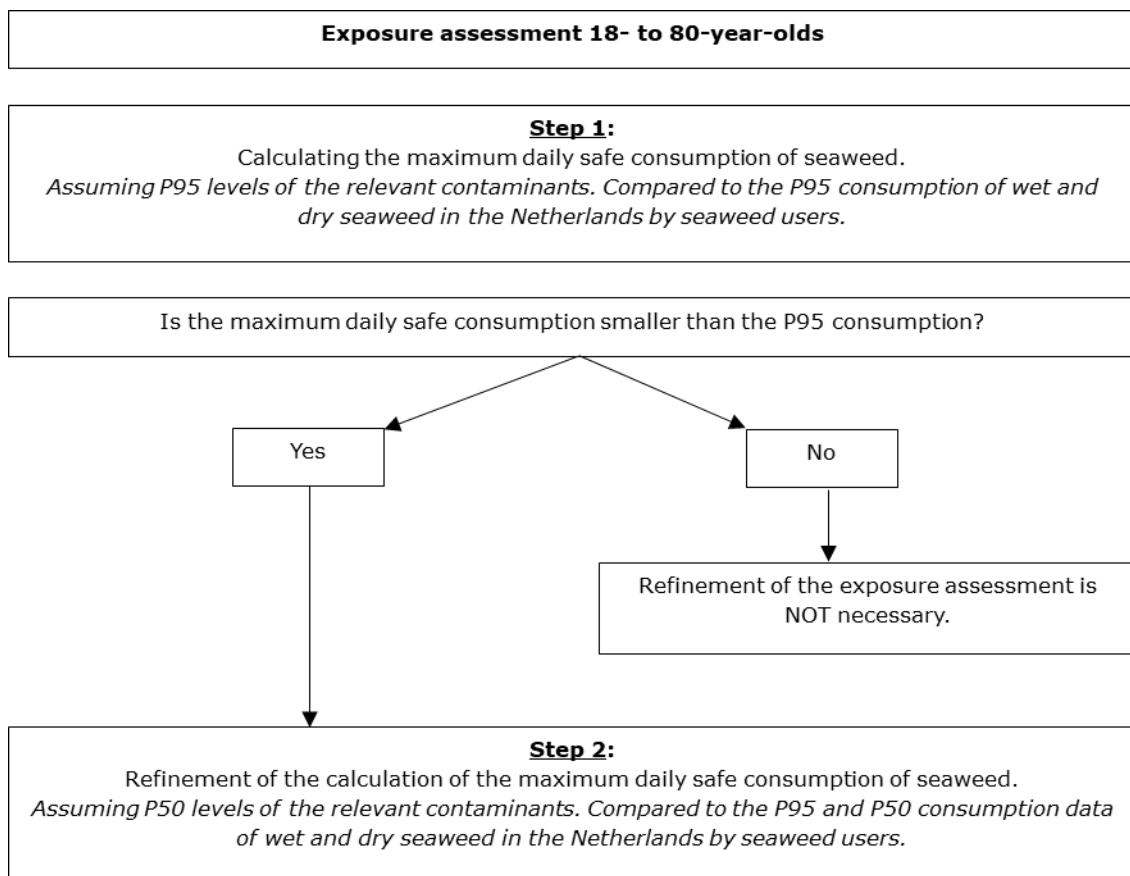 Exposure assessment 18- to 80-year-olds
Step 1:
Calculating the maximum daily safe consumption of seaweed.
Assuming P95 levels of the relevant contaminants. Compared to the P95 consumption of wet and
dry seaweed in the Netherlands by seaweed users.
Is the maximum daily safe consumption smaller than the P95 consumption?
Yes
No
Refinement of the exposure assessment is
NOT necessary.
Step 2:
Refinement of the calculation of the maximum daily safe consumption of seaweed.
Assuming P50 levels of the relevant contaminants. Compared to the P95 and P50 consumption data
of wet and dry seaweed in the Netherlands by seaweed users.